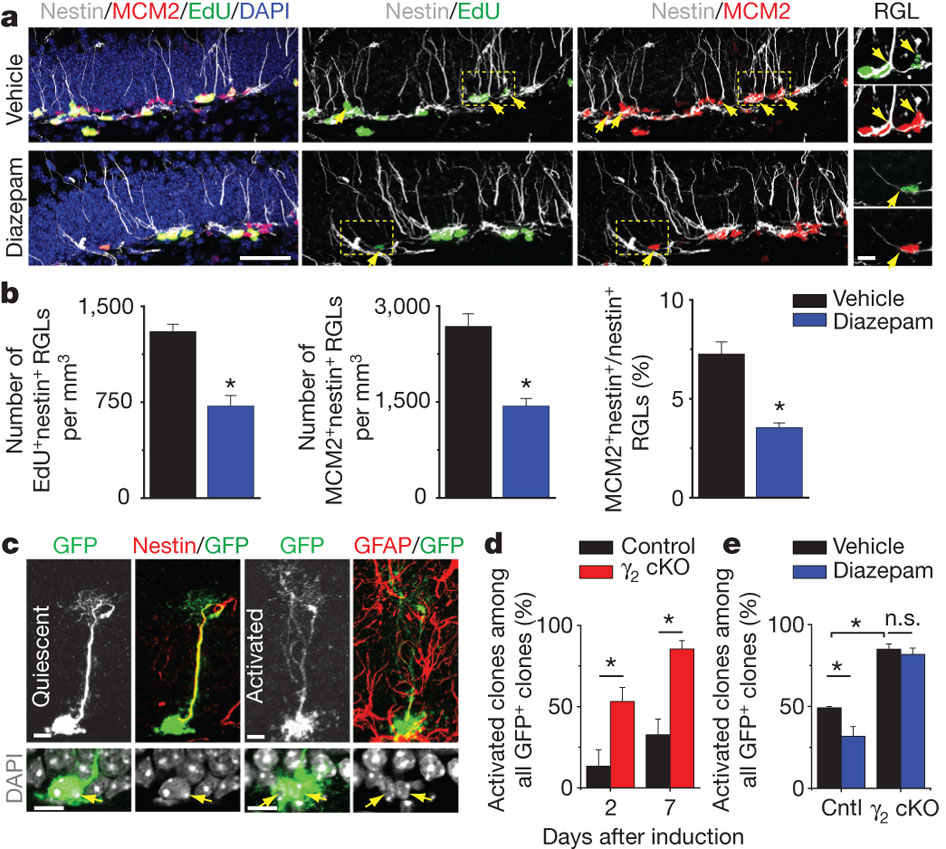 a
Nestin/MCM2/EdU/DAPI
Nestin/EdU
Nestin/MCM2
RGL
Vehicle
Diazepam
b
1,500
750
0
Number of
EdU⁺nestin⁺ RGLs
per mm³
*
3,000
1,500
0
Number of
MCM2⁺nestin⁺ RGLs
per mm³
*
10
5
0
MCM2⁺nestin⁺/nestin⁺
RGLs (%)
*
Vehicle
Diazepam
c
GFP
Nestin/GFP
GFP
GFAP/GFP
Quiescent
Activated
DAPI
d
Control
γ₂ cKO
Activated clones among
all GFP⁺ clones (%)
100
50
0
*
*
2
7
Days after induction
e
Vehicle
Diazepam
Activated clones among
all GFP⁺ clones (%)
100
50
0
*
n.s.
*
Cntl
γ₂ cKO